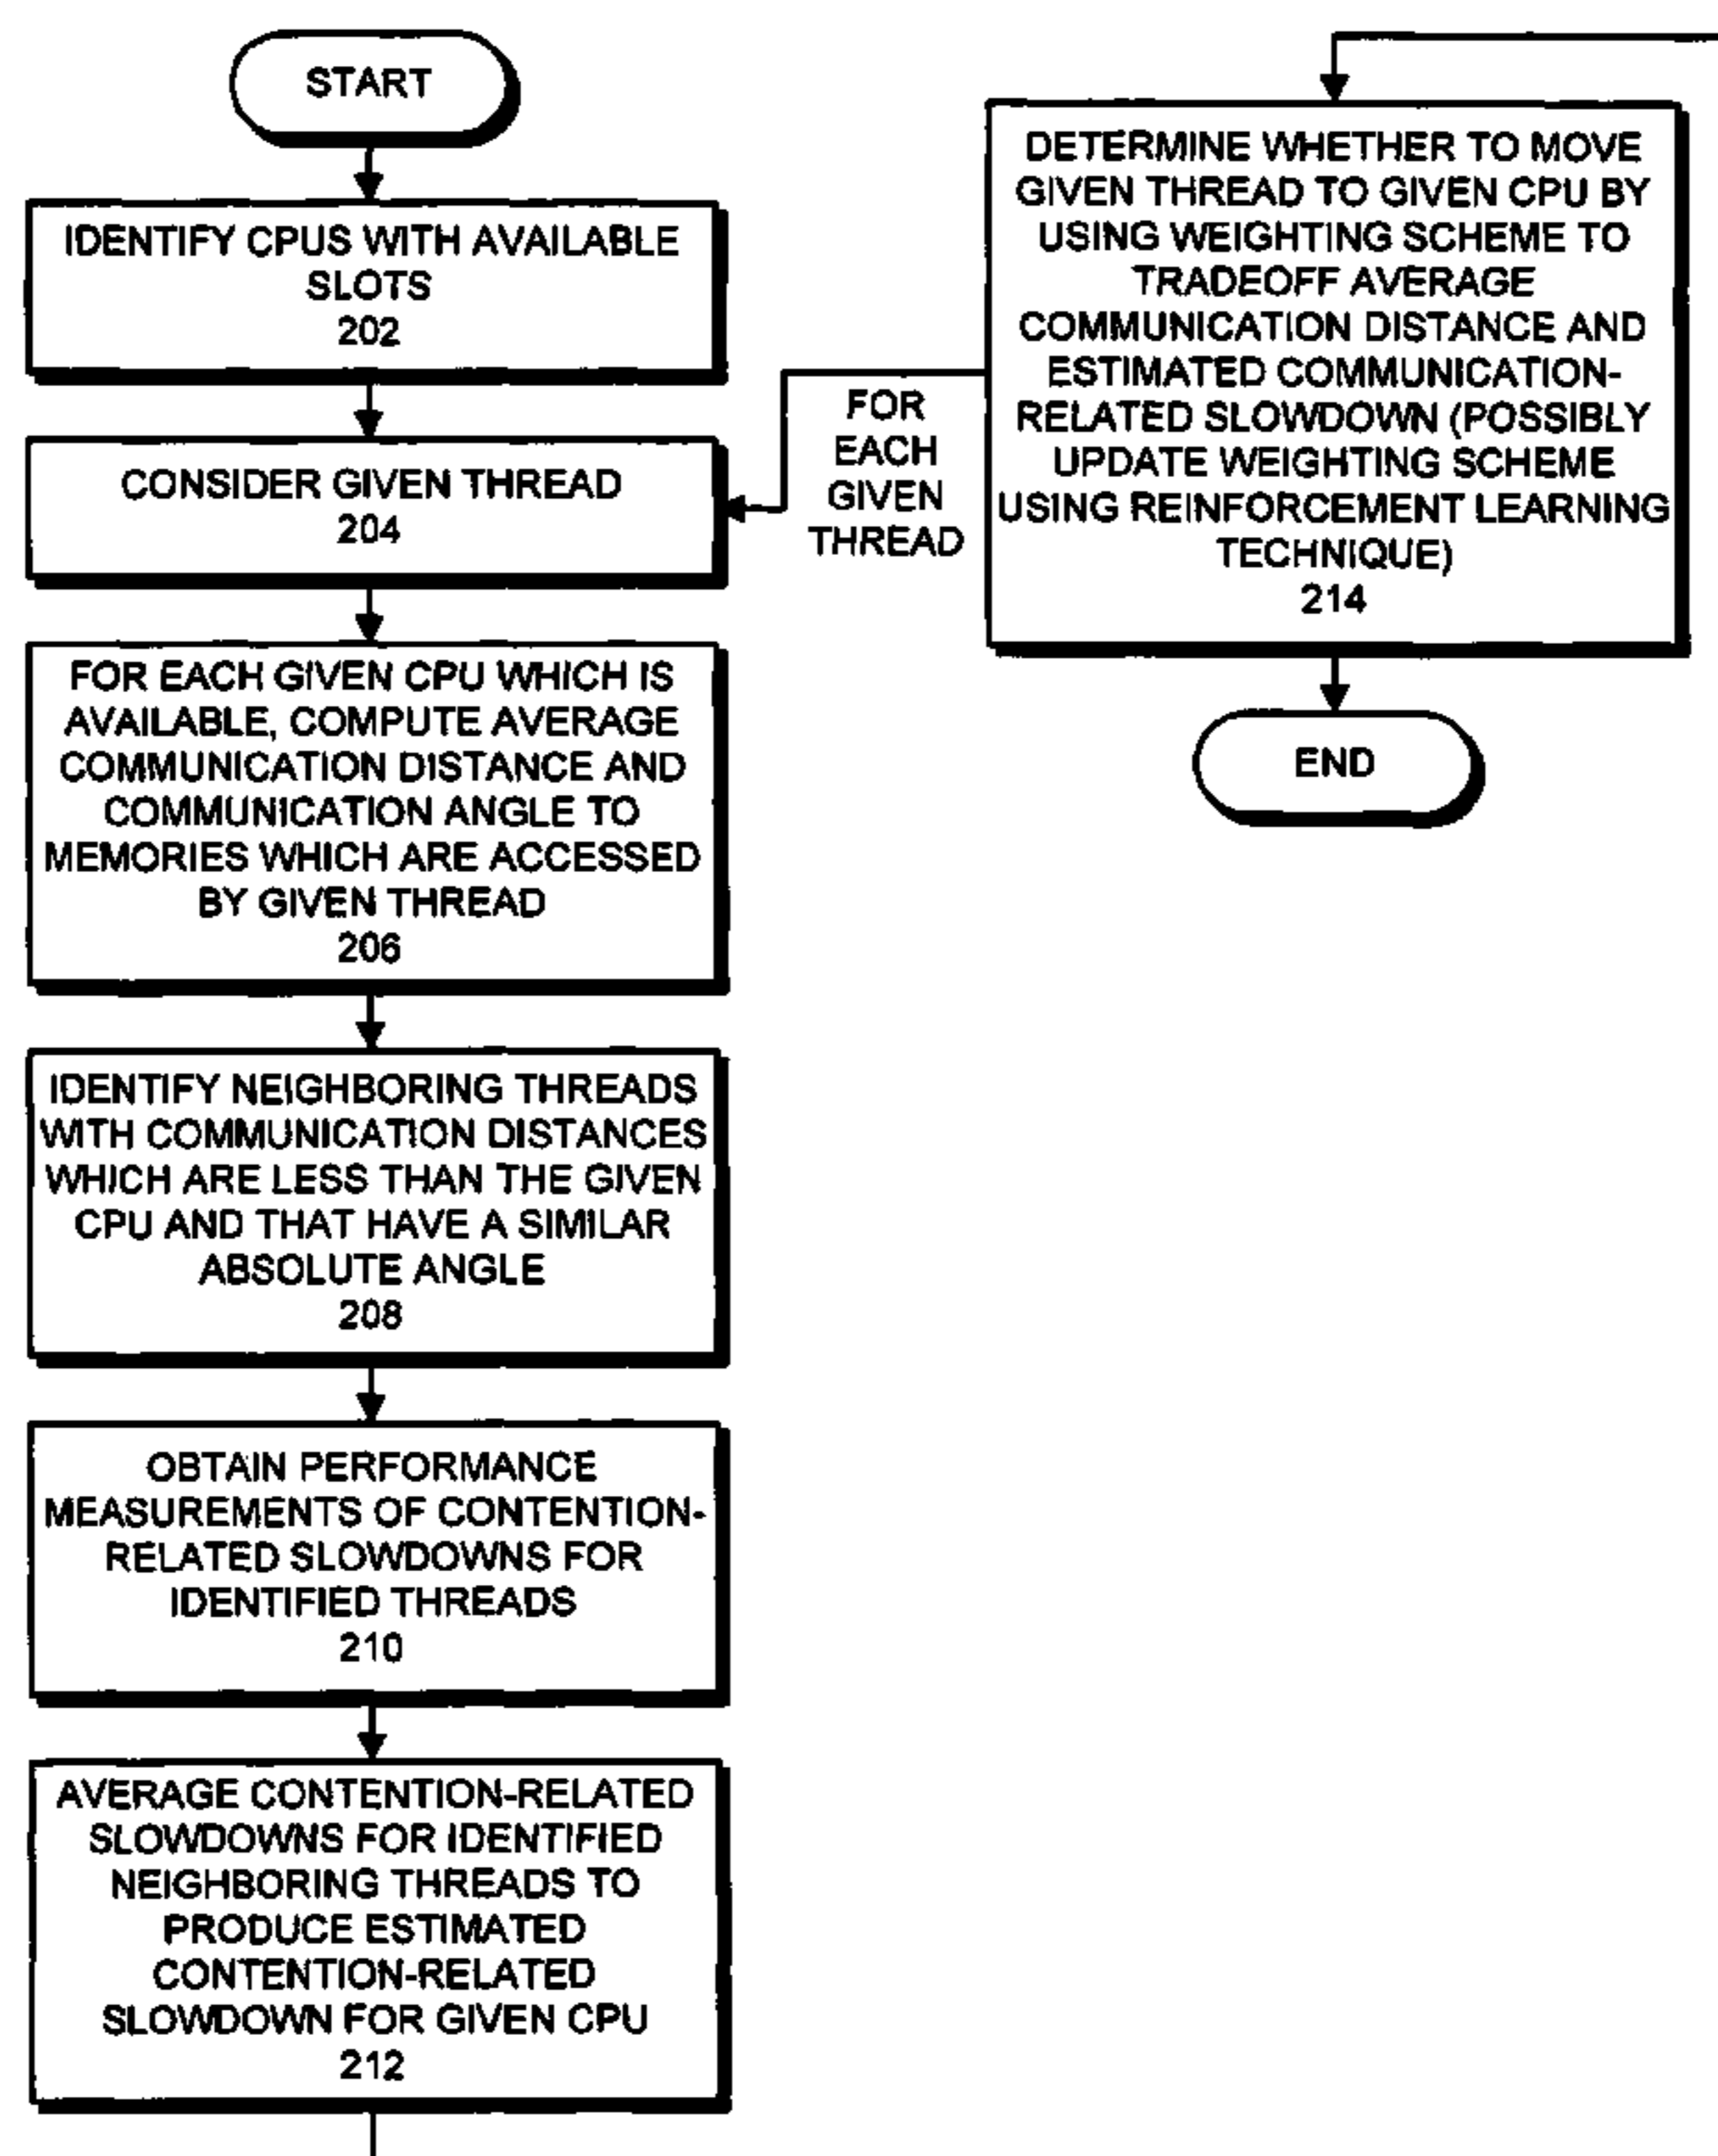 START
IDENTIFY CPUS WITH AVAILABLE
SLOTS
202
CONSIDER GIVEN THREAD
204
FOR EACH GIVEN CPU WHICH IS
AVAILABLE, COMPUTE AVERAGE
COMMUNICATION DISTANCE AND
COMMUNICATION ANGLE TO
MEMORIES WHICH ARE ACCESSED
BY GIVEN THREAD
206
IDENTIFY NEIGHBORING THREADS
WITH COMMUNICATION DISTANCES
WHICH ARE LESS THAN THE GIVEN
CPU AND THAT HAVE A SIMILAR
ABSOLUTE ANGLE
208
OBTAIN PERFORMANCE
MEASUREMENTS OF CONTENTION-
RELATED SLOWDOWNS FOR
IDENTIFIED THREADS
210
AVERAGE CONTENTION-RELATED
SLOWDOWNS FOR IDENTIFIED
NEIGHBORING THREADS TO
PRODUCE ESTIMATED
CONTENTION-RELATED
SLOWDOWN FOR GIVEN CPU
212
DETERMINE WHETHER TO MOVE
GIVEN THREAD TO GIVEN CPU BY
USING WEIGHTING SCHEME TO
TRADEOFF AVERAGE
COMMUNICATION DISTANCE AND
ESTIMATED COMMUNICATION-
RELATED SLOWDOWN (POSSIBLY
UPDATE WEIGHTING SCHEME
USING REINFORCEMENT LEARNING
TECHNIQUE)
214
FOR
EACH
GIVEN
THREAD
END